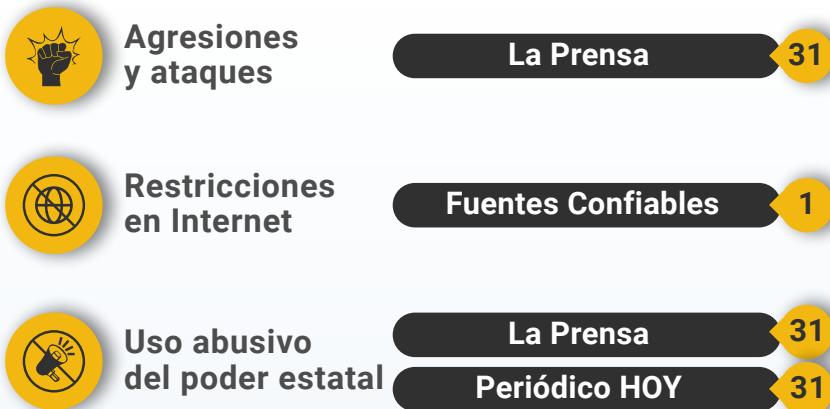 Agresiones
y ataques
La Prensa
31
Restricciones
en Internet
Fuentes Confiables
1
Uso abusivo
del poder estatal
La Prensa
31
Periódico HOY
31